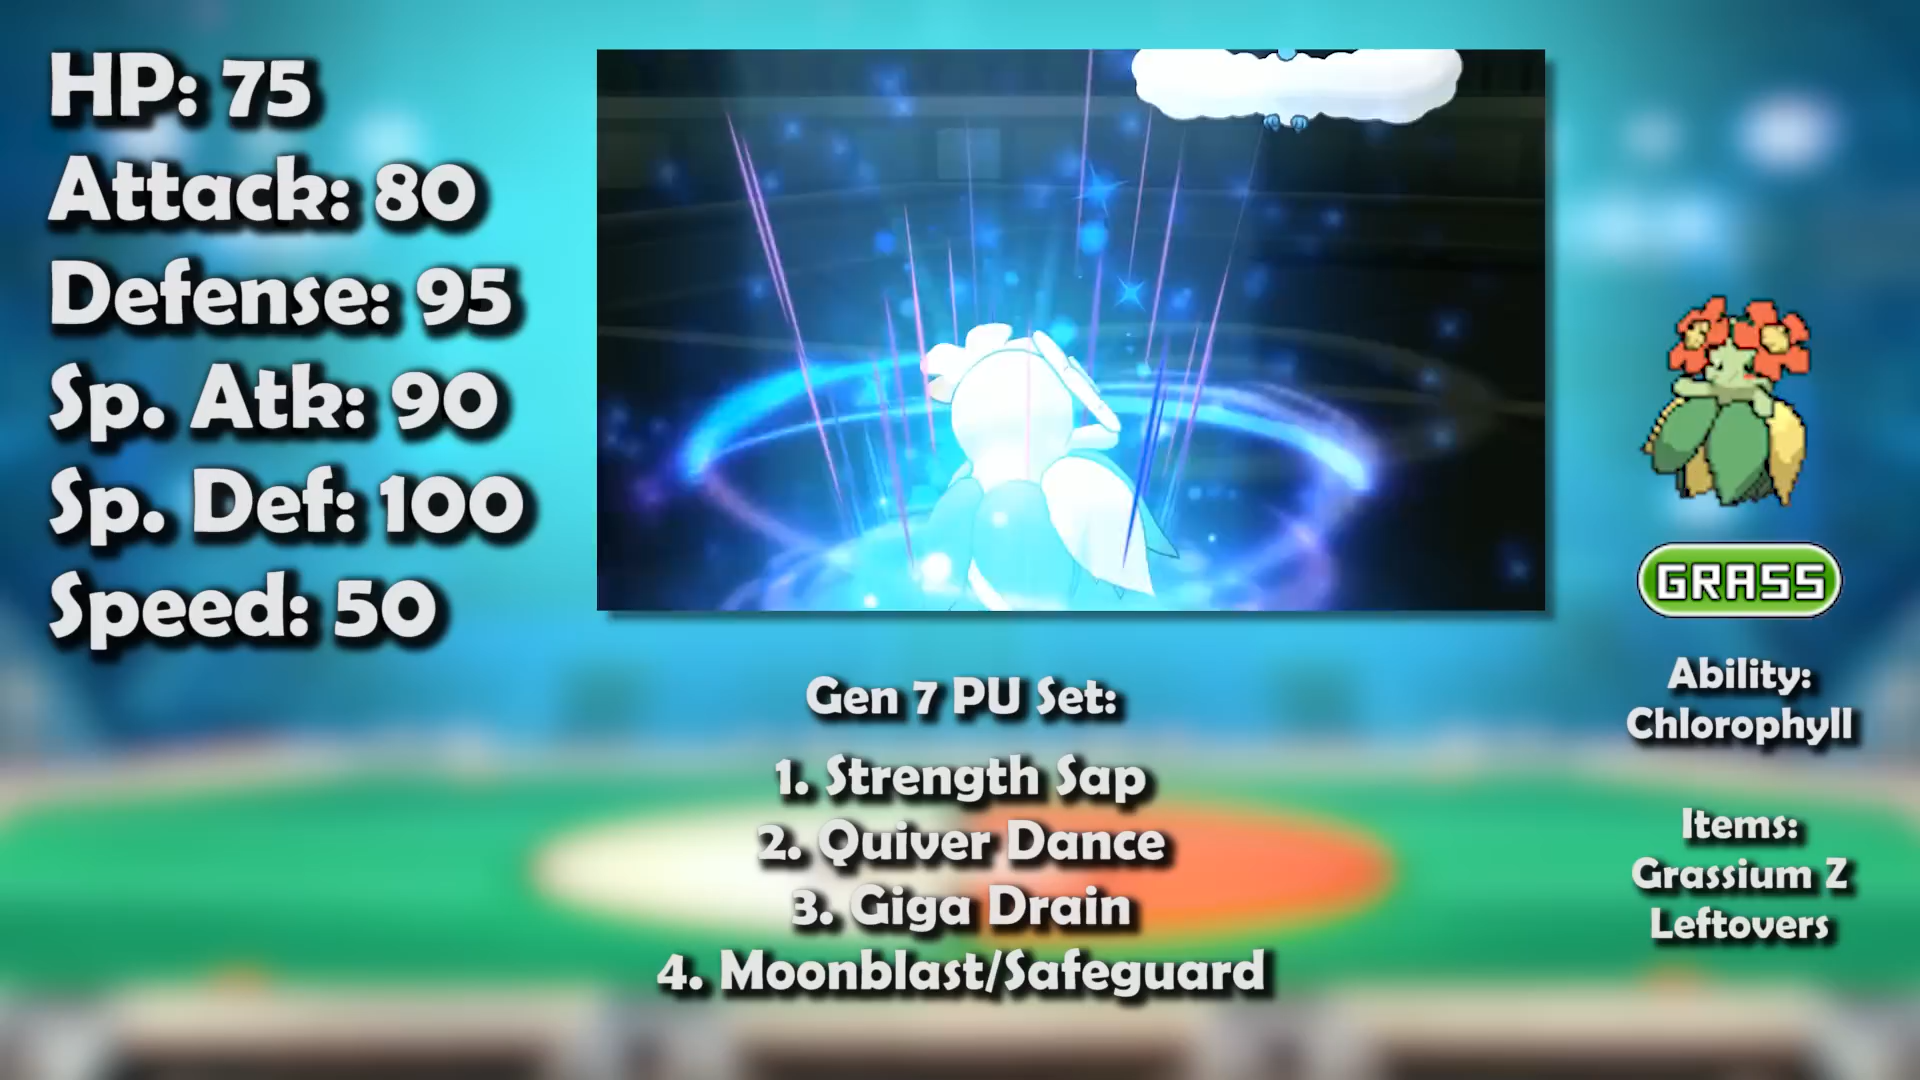 HP: 75
Attack: 80
Defense: 95
Sp. Atk: 90
Sp. Def: 100
Speed: 50
GRASS
Ability:
Chlorophyll
Items:
Grassium Z
Leftovers
Gen 7 PU Set:
1. Strength Sap
2. Quiver Dance
3. Giga Drain
4. Moonblast/Safeguard